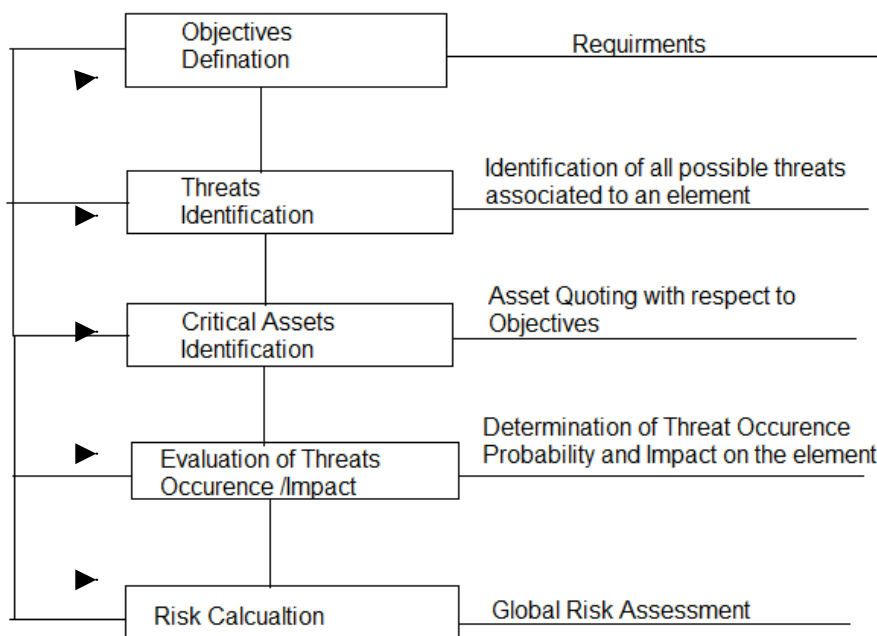 Objectives
Defination
Requirments
Threats
Identification
Identification of all possible threats
associated to an element
Critical Assets
Identification
Asset Quoting with respect to
Objectives
Evaluation of Threats
Occurence /Impact
Determination of Threat Occurence
Probability and Impact on the element
Risk Calcualtion
Global Risk Assessment